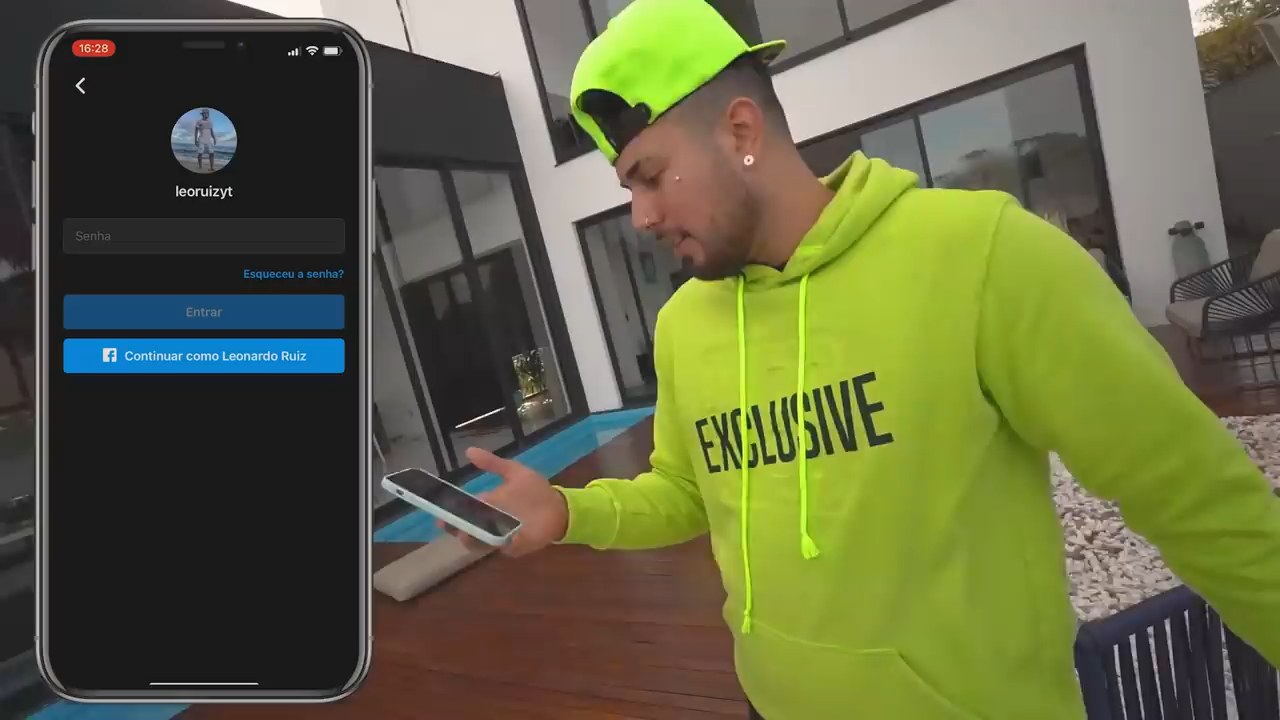 16:28
leoruizyt
Senha
Esqueceu a senha?
Entrar
Continuar como Leonardo Ruiz
EXCLUSIVE